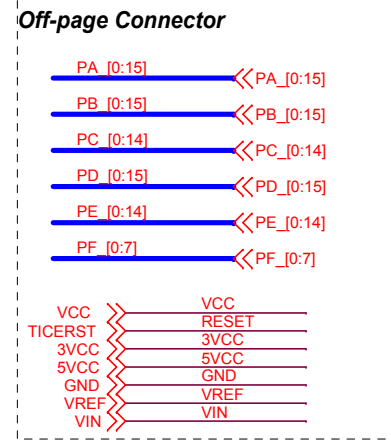 Off-page Connector
PA_[0:15] PA_[0:15]
PB_[0:15] PB_[0:15]
PC_[0:14] PC_[0:14]
PD_[0:15] PD_[0:15]
PE_[0:14] PE_[0:14]
PF_[0:7] PF_[0:7]
VCC VCC
TICERST RESET
3VCC 3VCC
5VCC 5VCC
GND GND
VREF VREF
VIN VIN